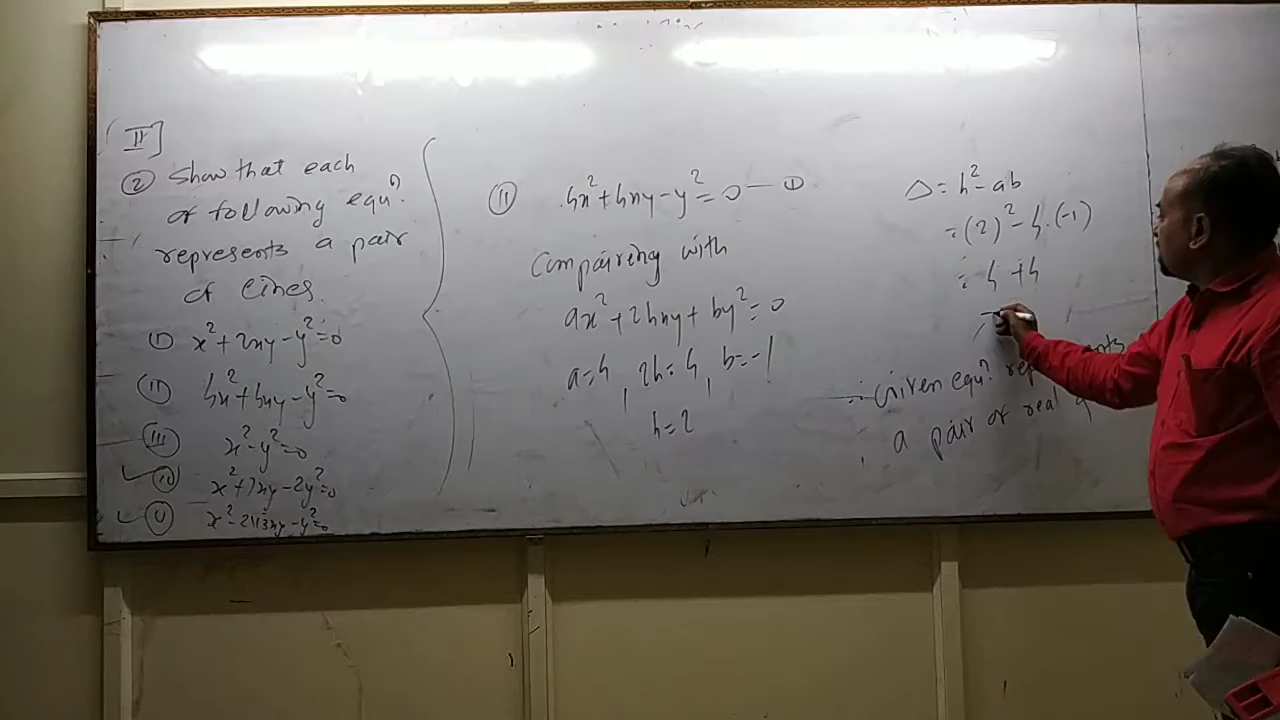 II]
② Show that each
of following equn.
represents a pair
of lines.
(i) x²+2xy-y²=0
(ii) 4x²+4xy-y²=0
(iii) x²-y²=0
(iv) x²+7xy-2y²=0
(v) x²-2√3xy-y²=0
(ii) 4x²+4xy-y²=0 — ①
Compairing with
ax²+2hxy+by²=0
a=4, 2h=4, b=-1
h=2
Δ= h²-ab
=(2)²-4.(-1)
= 4+4
∴ Given equn.
a pair of real